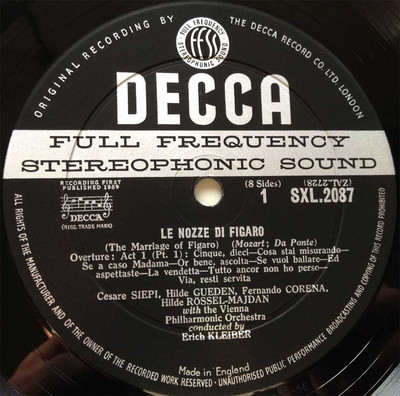 ORIGINAL RECORDING BY
THE DECCA RECORD CO. LTD. LONDON
FULL FREQUENCY
ffss
STEREOPHONIC SOUND
DECCA
FULL FREQUENCY
STEREOPHONIC SOUND
RECORDING FIRST
PUBLISHED 1959
DECCA
(REGD. TRADE MARK)
(8 Sides)
1
(ZAL.2728)
SXL.2087
LE NOZZE DI FIGARO
(The Marriage of Figaro) (Mozart: Da Ponte)
Overture: Act 1 (Pt. 1): Cinque, dieci—Cosa stai misurando—
Se a caso Madama—Or bene, ascolta—Se vuol ballare—Ed
aspettaste—La vendetta—Tutto ancor non ho perso—
Via, resti servita
Cesare SIEPI, Hilde GUEDEN, Fernando CORENA,
Hilde ROSSEL-MAJDAN
with the Vienna
Philharmonic Orchestra
conducted by
Erich KLEIBER
Made in England
ALL RIGHTS OF THE MANUFACTURER AND OF THE OWNER OF THE RECORDED WORK RESERVED · UNAUTHORISED PUBLIC PERFORMANCE BROADCASTING AND COPYING OF THIS RECORD PROHIBITED